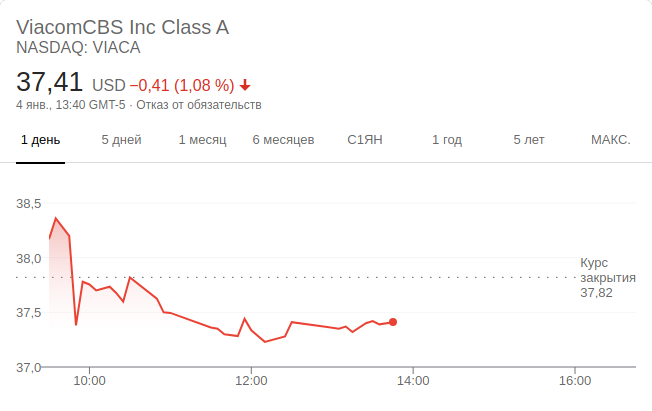 ViacomCBS Inc Class A
NASDAQ: VIACA
37,41 USD −0,41 (1,08 %) ↓
4 янв., 13:40 GMT-5 · Отказ от обязательств
1 день 5 дней 1 месяц 6 месяцев С1ЯН 1 год 5 лет МАКС.
38,5
38,0
Курс
закрытия
37,82
37,5
37,0
10:00 12:00 14:00 16:00